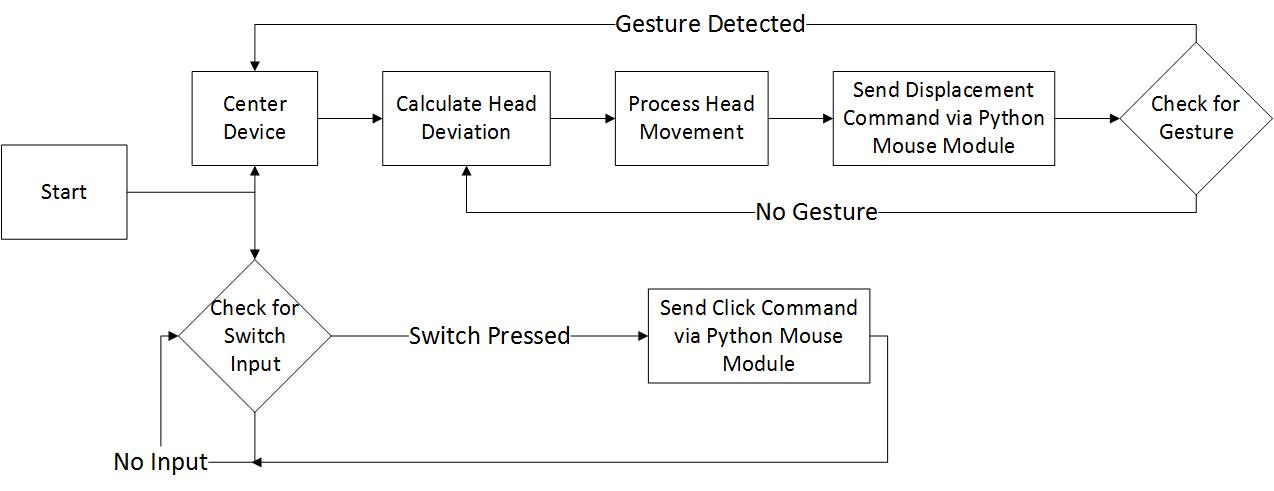 Gesture Detected
Center
Device
Calculate Head
Deviation
Process Head
Movement
Send Displacement
Command via Python
Mouse Module
Check for
Gesture
Start
No Gesture
Check for
Switch
Input
Switch Pressed
Send Click Command
via Python Mouse
Module
No Input